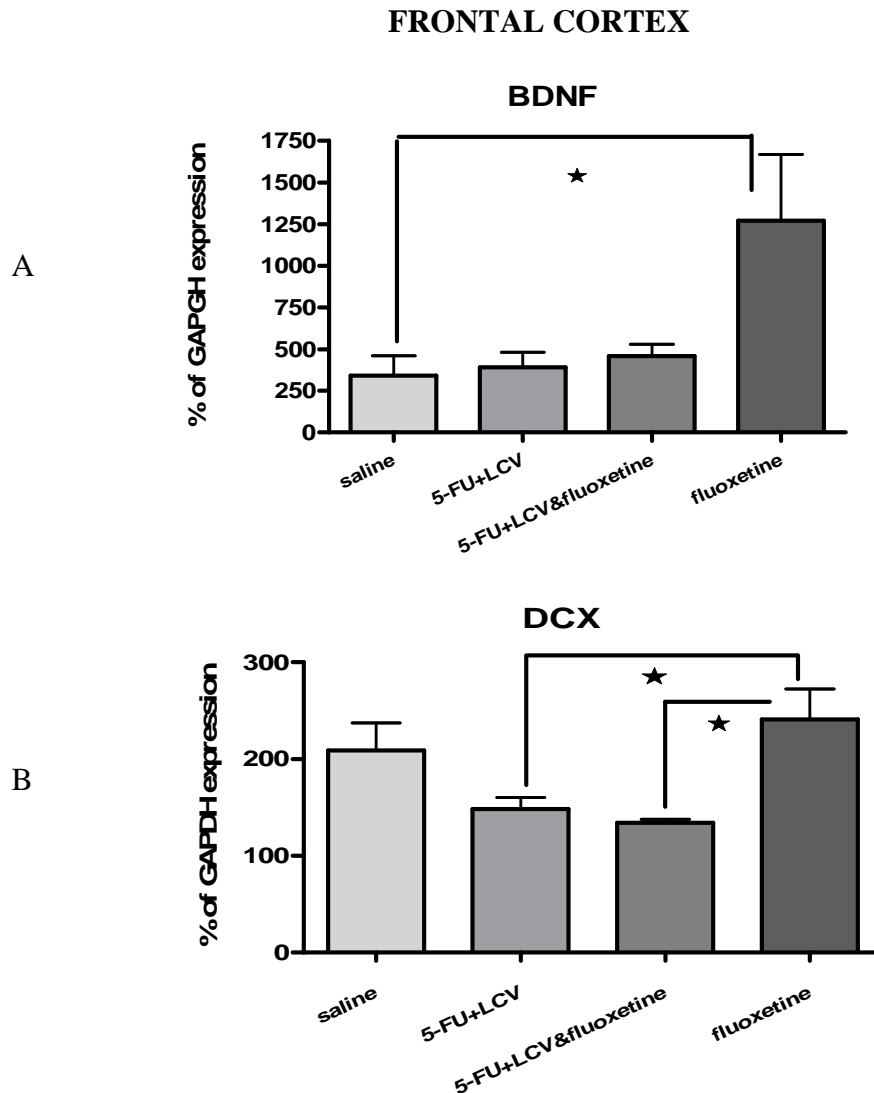 FRONTAL CORTEX
A
BDNF
% of GAPGH expression
1750
1500
1250
1000
750
500
250
0
saline
5-FU+LCV
5-FU+LCV&fluoxetine
fluoxetine
B
DCX
% of GAPDH expression
300
200
100
0
saline
5-FU+LCV
5-FU+LCV&fluoxetine
fluoxetine